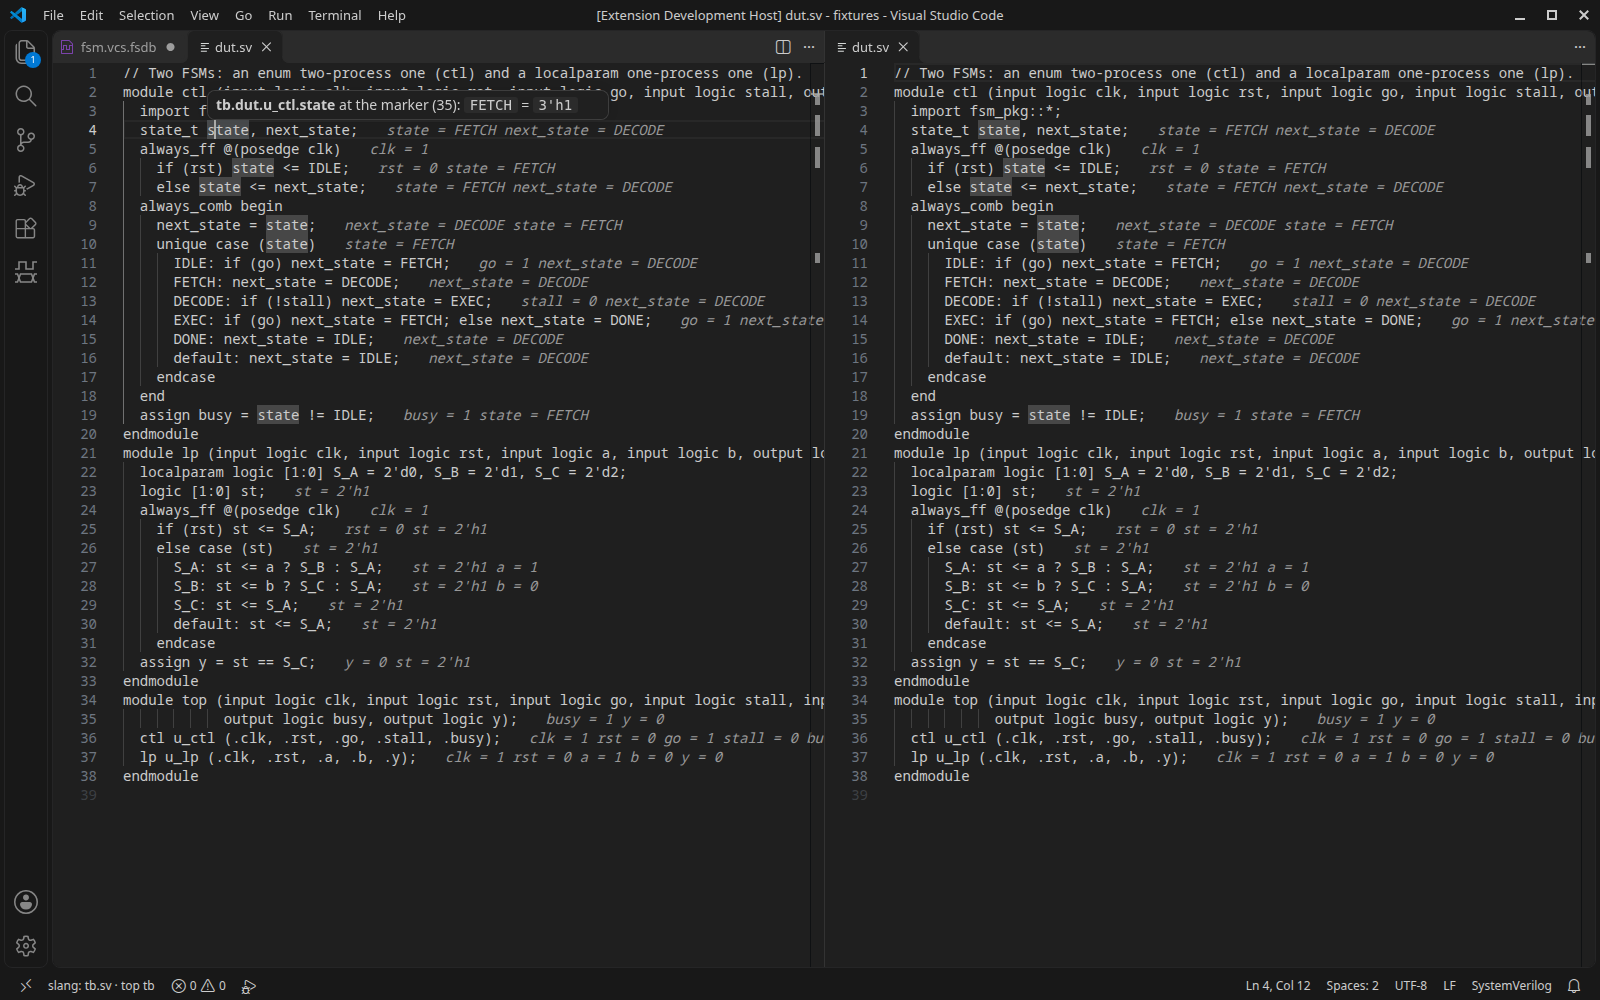 File Edit Selection View Go Run Terminal Help [Extension Development Host] dut.sv - fixtures - Visual Studio Code
1
fsm.vcs.fsdb
dut.sv
1 // Two FSMs: an enum two-process one (ctl) and a localparam one-process one (lp).
2 module ctl
go, input logic stall, out
tb.dut.u_ctl.state at the marker (35): FETCH = 3'h1
3 import f
4 state_t state, next_state; state = FETCH next_state = DECODE
5 always_ff @(posedge clk) clk = 1
6 if (rst) state <= IDLE; rst = 0 state = FETCH
7 else state <= next_state; state = FETCH next_state = DECODE
8 always_comb begin
9 next_state = state; next_state = DECODE state = FETCH
10 unique case (state) state = FETCH
11 IDLE: if (go) next_state = FETCH; go = 1 next_state = DECODE
12 FETCH: next_state = DECODE; next_state = DECODE
13 DECODE: if (!stall) next_state = EXEC; stall = 0 next_state = DECODE
14 EXEC: if (go) next_state = FETCH; else next_state = DONE; go = 1 next_state
15 DONE: next_state = IDLE; next_state = DECODE
16 default: next_state = IDLE; next_state = DECODE
17 endcase
18 end
19 assign busy = state != IDLE; busy = 1 state = FETCH
20 endmodule
21 module lp (input logic clk, input logic rst, input logic a, input logic b, output lo
22 localparam logic [1:0] S_A = 2'd0, S_B = 2'd1, S_C = 2'd2;
23 logic [1:0] st; st = 2'h1
24 always_ff @(posedge clk) clk = 1
25 if (rst) st <= S_A; rst = 0 st = 2'h1
26 else case (st) st = 2'h1
27 S_A: st <= a ? S_B : S_A; st = 2'h1 a = 1
28 S_B: st <= b ? S_C : S_A; st = 2'h1 b = 0
29 S_C: st <= S_A; st = 2'h1
30 default: st <= S_A; st = 2'h1
31 endcase
32 assign y = st == S_C; y = 0 st = 2'h1
33 endmodule
34 module top (input logic clk, input logic rst, input logic go, input logic stall, inp
35 output logic busy, output logic y); busy = 1 y = 0
36 ctl u_ctl (.clk, .rst, .go, .stall, .busy); clk = 1 rst = 0 go = 1 stall = 0 bu
37 lp u_lp (.clk, .rst, .a, .b, .y); clk = 1 rst = 0 a = 1 b = 0 y = 0
38 endmodule
39
dut.sv
1 // Two FSMs: an enum two-process one (ctl) and a localparam one-process one (lp).
2 module ctl (input logic clk, input logic rst, input logic go, input logic stall, out
3 import fsm_pkg::*;
4 state_t state, next_state; state = FETCH next_state = DECODE
5 always_ff @(posedge clk) clk = 1
6 if (rst) state <= IDLE; rst = 0 state = FETCH
7 else state <= next_state; state = FETCH next_state = DECODE
8 always_comb begin
9 next_state = state; next_state = DECODE state = FETCH
10 unique case (state) state = FETCH
11 IDLE: if (go) next_state = FETCH; go = 1 next_state = DECODE
12 FETCH: next_state = DECODE; next_state = DECODE
13 DECODE: if (!stall) next_state = EXEC; stall = 0 next_state = DECODE
14 EXEC: if (go) next_state = FETCH; else next_state = DONE; go = 1 next_state
15 DONE: next_state = IDLE; next_state = DECODE
16 default: next_state = IDLE; next_state = DECODE
17 endcase
18 end
19 assign busy = state != IDLE; busy = 1 state = FETCH
20 endmodule
21 module lp (input logic clk, input logic rst, input logic a, input logic b, output lo
22 localparam logic [1:0] S_A = 2'd0, S_B = 2'd1, S_C = 2'd2;
23 logic [1:0] st; st = 2'h1
24 always_ff @(posedge clk) clk = 1
25 if (rst) st <= S_A; rst = 0 st = 2'h1
26 else case (st) st = 2'h1
27 S_A: st <= a ? S_B : S_A; st = 2'h1 a = 1
28 S_B: st <= b ? S_C : S_A; st = 2'h1 b = 0
29 S_C: st <= S_A; st = 2'h1
30 default: st <= S_A; st = 2'h1
31 endcase
32 assign y = st == S_C; y = 0 st = 2'h1
33 endmodule
34 module top (input logic clk, input logic rst, input logic go, input logic stall, inp
35 output logic busy, output logic y); busy = 1 y = 0
36 ctl u_ctl (.clk, .rst, .go, .stall, .busy); clk = 1 rst = 0 go = 1 stall = 0 bu
37 lp u_lp (.clk, .rst, .a, .b, .y); clk = 1 rst = 0 a = 1 b = 0 y = 0
38 endmodule
39
slang: tb.sv · top tb 0 0 Ln 4, Col 12 Spaces: 2 UTF-8 LF SystemVerilog